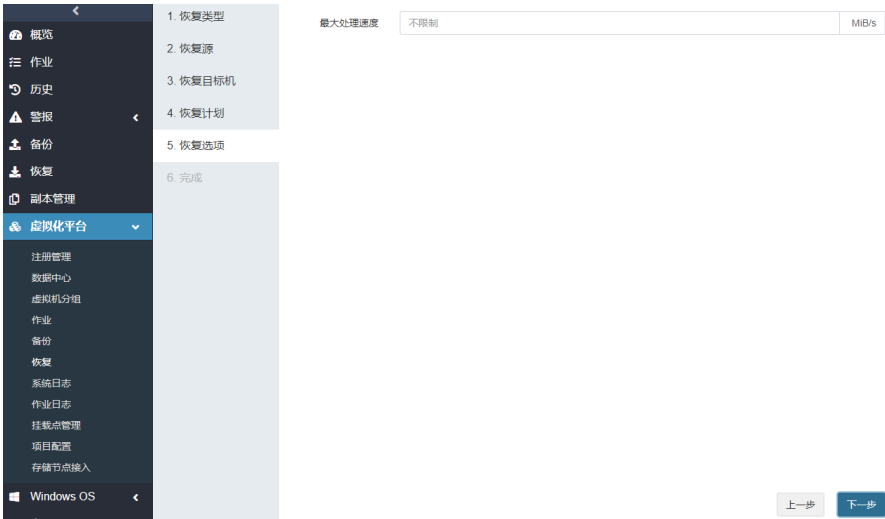 概览
作业
历史
警报
备份
恢复
副本管理
虚拟化平台
注册管理
数据中心
虚拟机分组
作业
备份
恢复
系统日志
作业日志
挂载点管理
项目配置
存储节点接入
Windows OS
1. 恢复类型
2. 恢复源
3. 恢复目标机
4. 恢复计划
5. 恢复选项
6. 完成
最大处理速度 不限制 MiB/s
上一步 下一步